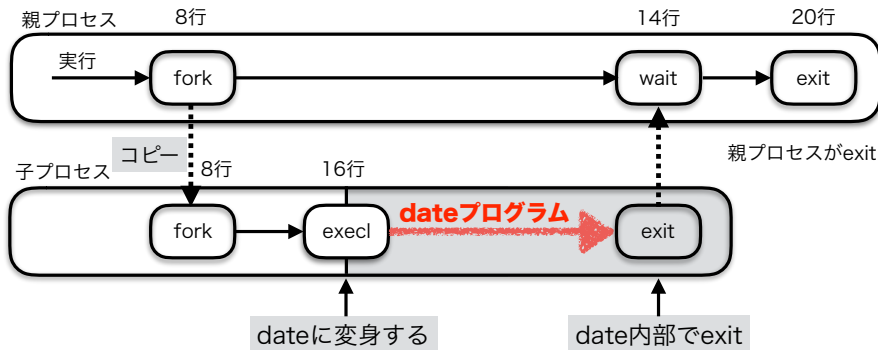 親プロセス
8行
14行
20行
実行
fork
wait
exit
コピー
親プロセスがexit
子プロセス
8行
16行
dateプログラム
fork
execl
exit
dateに変身する
date内部でexit